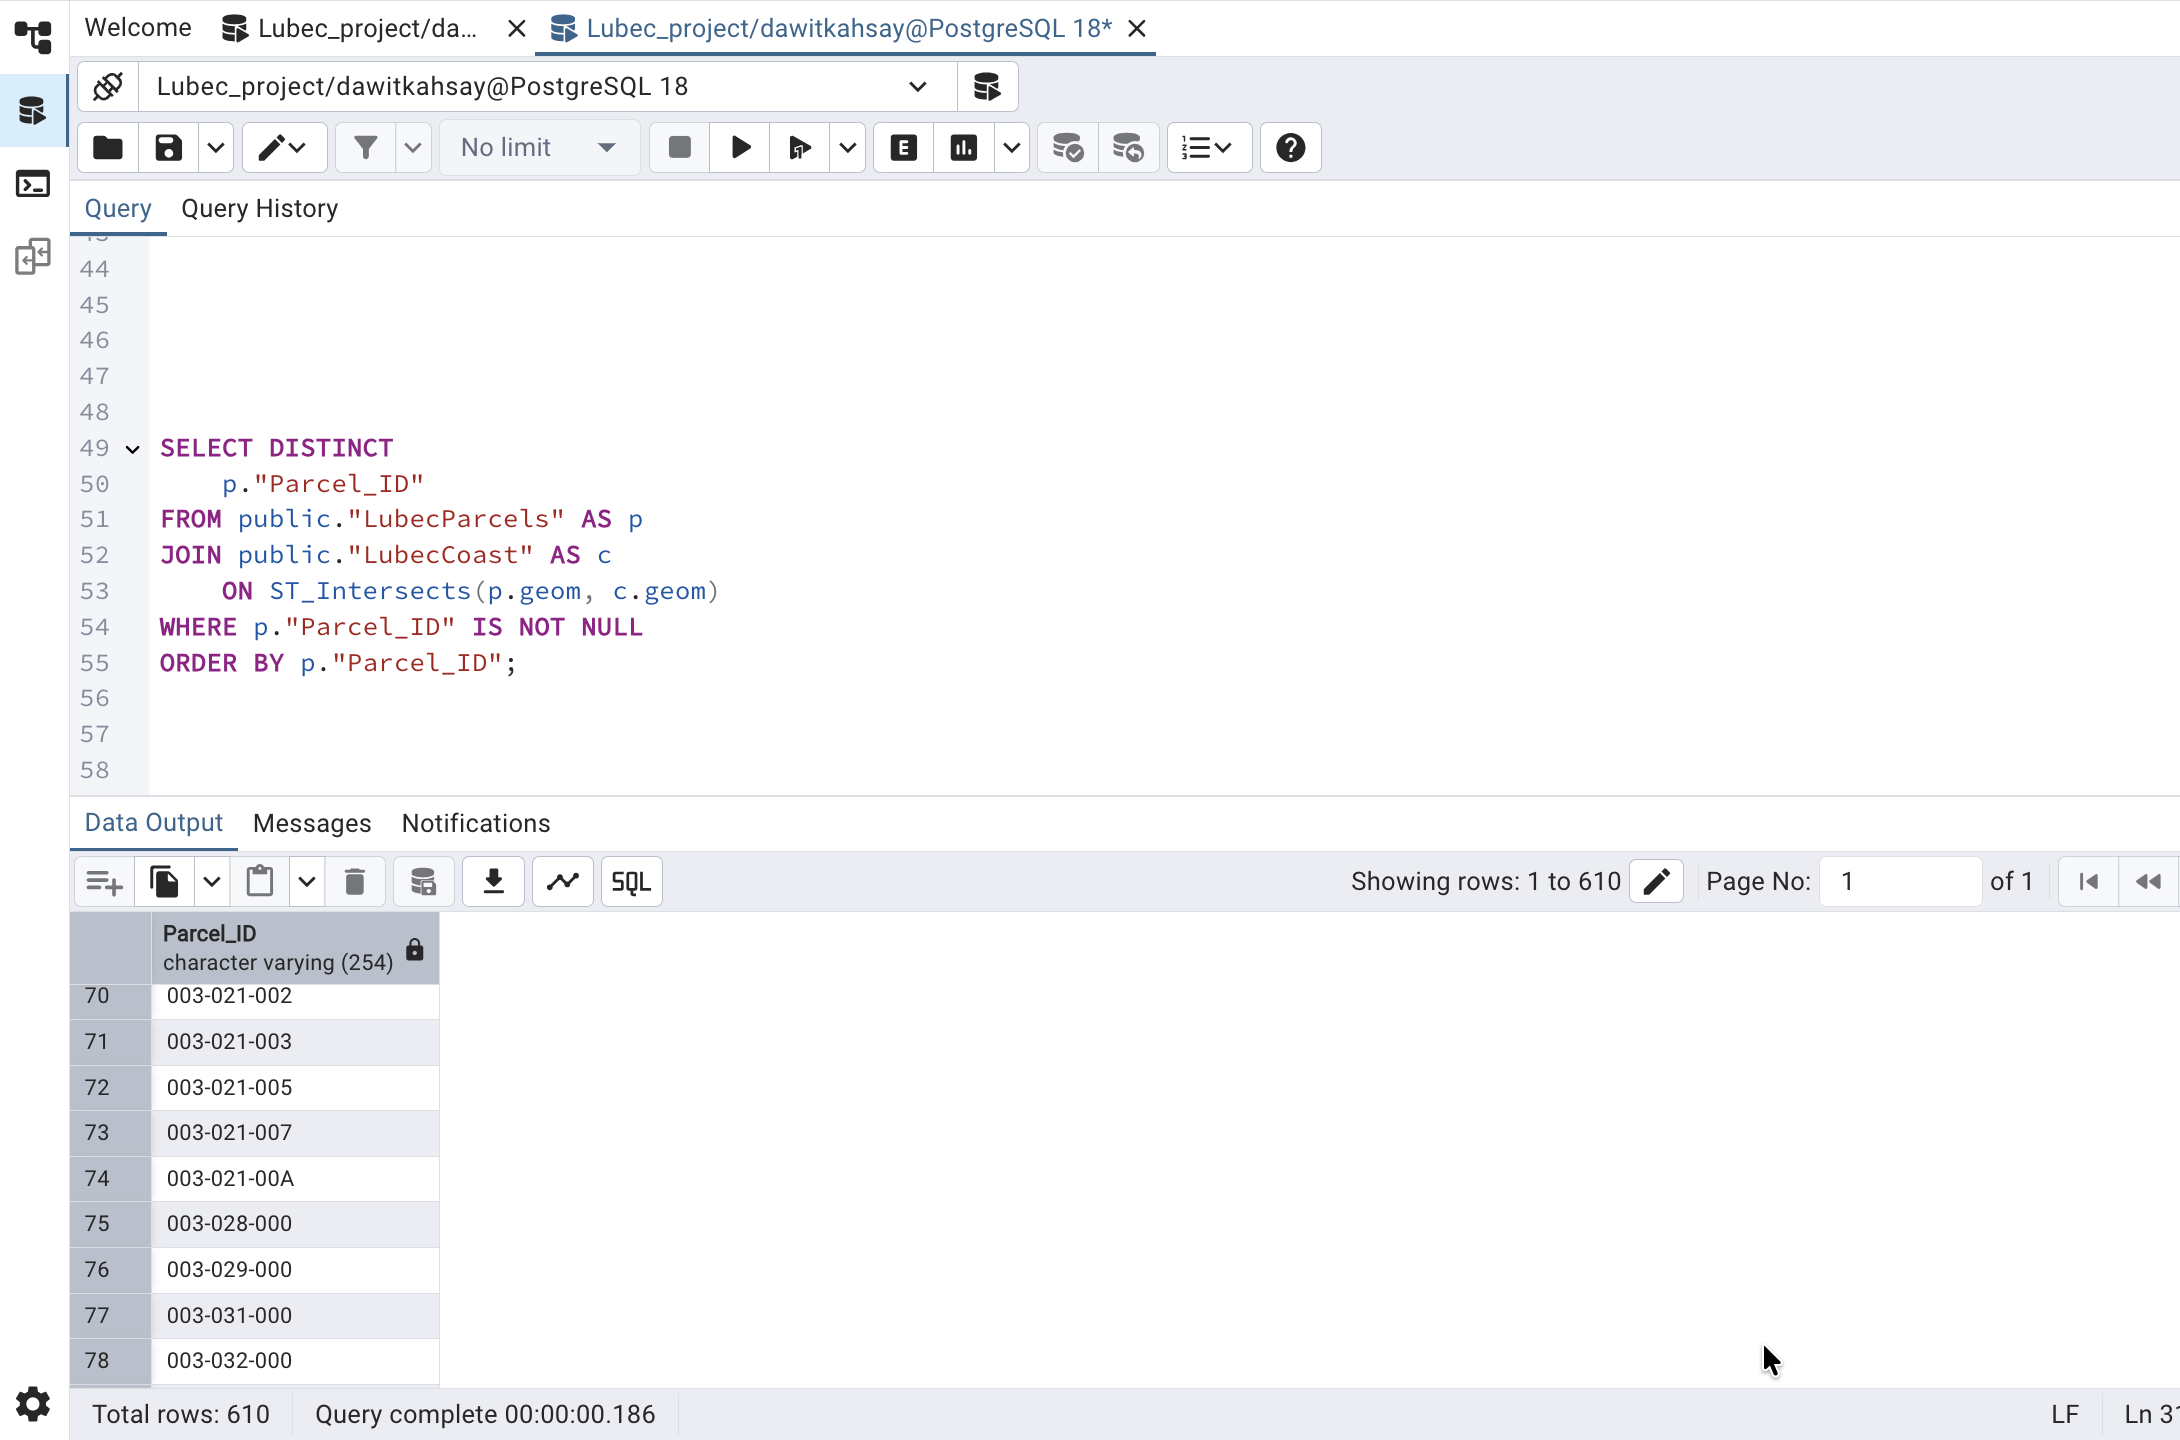 Welcome
Lubec_project/da...
Lubec_project/dawitkahsay@PostgreSQL 18*
Lubec_project/dawitkahsay@PostgreSQL 18
No limit
E
Query
Query History
44
45
46
47
48
49 SELECT DISTINCT
50 p."Parcel_ID"
51 FROM public."LubecParcels" AS p
52 JOIN public."LubecCoast" AS c
53 ON ST_Intersects(p.geom, c.geom)
54 WHERE p."Parcel_ID" IS NOT NULL
55 ORDER BY p."Parcel_ID";
56
57
58
Data Output
Messages
Notifications
SQL
Showing rows: 1 to 610
Page No: 1 of 1
Parcel_ID
character varying (254)
70 003-021-002
71 003-021-003
72 003-021-005
73 003-021-007
74 003-021-00A
75 003-028-000
76 003-029-000
77 003-031-000
78 003-032-000
Total rows: 610
Query complete 00:00:00.186
LF
Ln